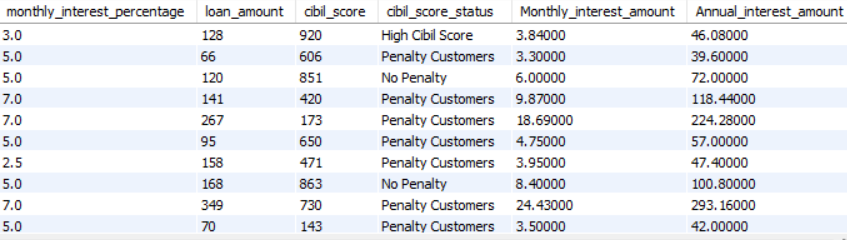 monthly_interest_percentage loan_amount cibil_score cibil_score_status Monthly_interest_amount Annual_interest_amount
3.0 128 920 High Cibil Score 3.84000 46.08000
5.0 66 606 Penalty Customers 3.30000 39.60000
5.0 120 851 No Penalty 6.00000 72.00000
7.0 141 420 Penalty Customers 9.87000 118.44000
7.0 267 173 Penalty Customers 18.69000 224.28000
5.0 95 650 Penalty Customers 4.75000 57.00000
2.5 158 471 Penalty Customers 3.95000 47.40000
5.0 168 863 No Penalty 8.40000 100.80000
7.0 349 730 Penalty Customers 24.43000 293.16000
5.0 70 143 Penalty Customers 3.50000 42.00000